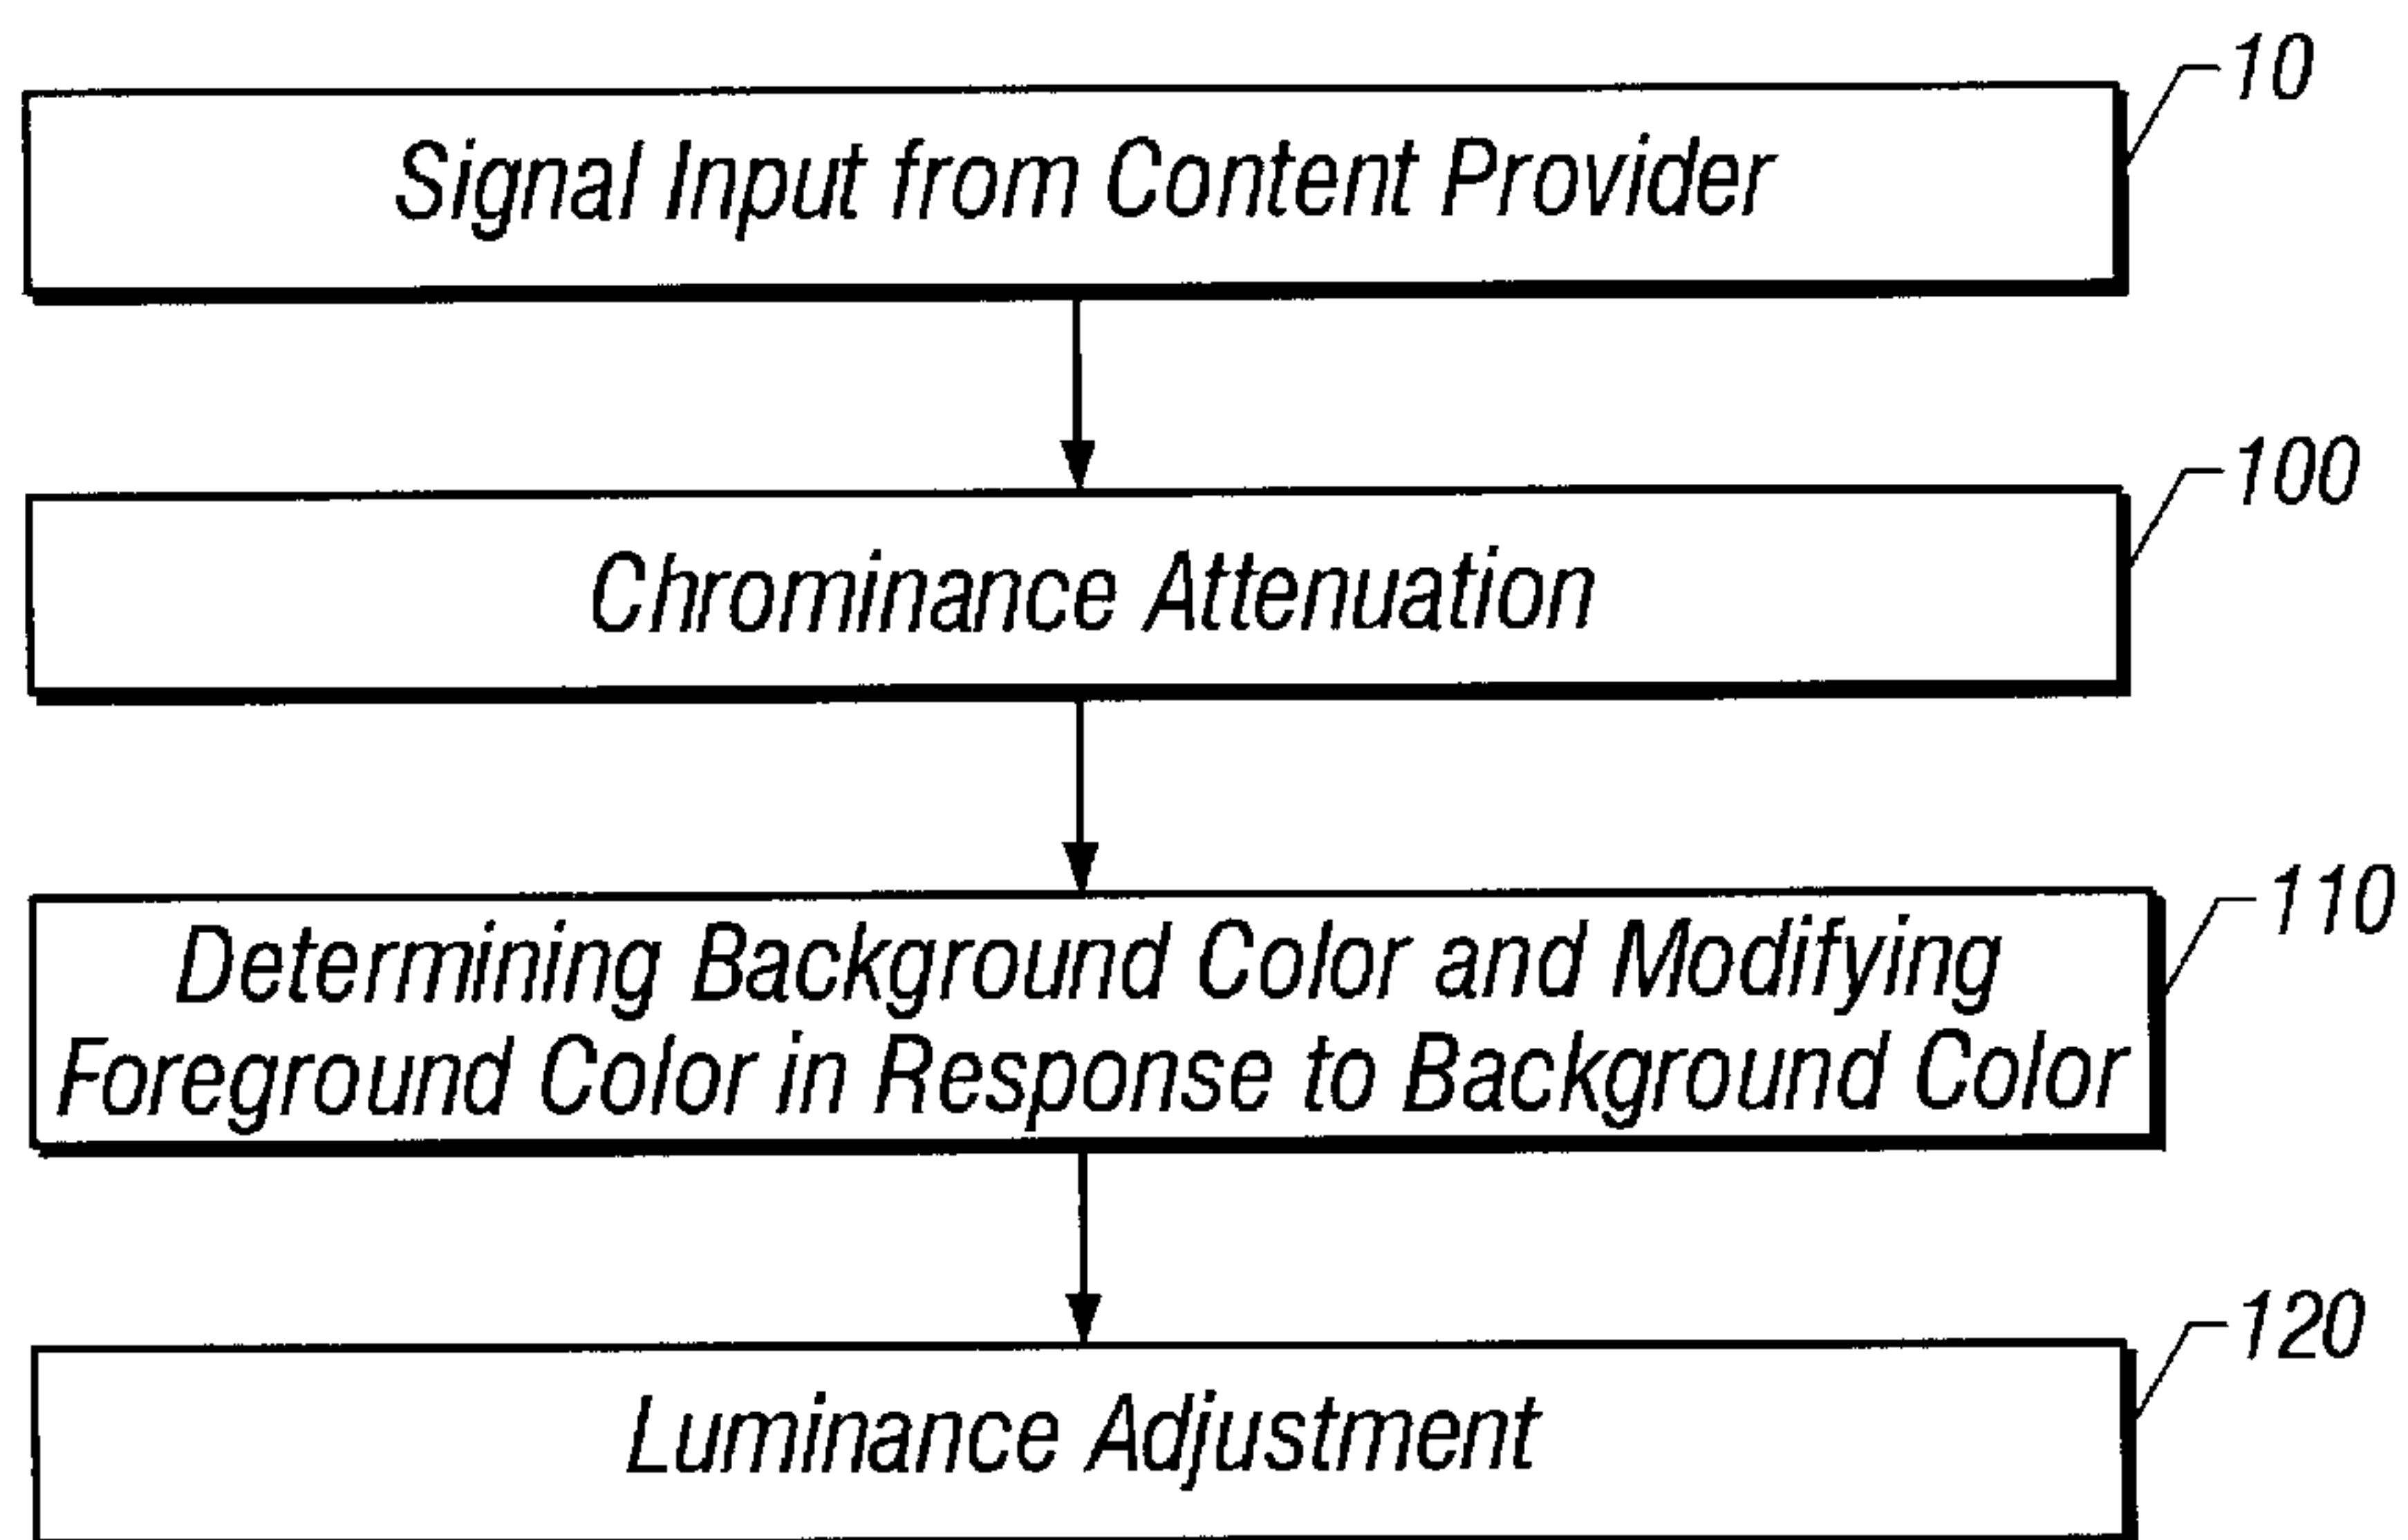 10
Signal Input from Content Provider
100
Chrominance Attenuation
110
Determining Background Color and Modifying
Foreground Color in Response to Background Color
120
Luminance Adjustment